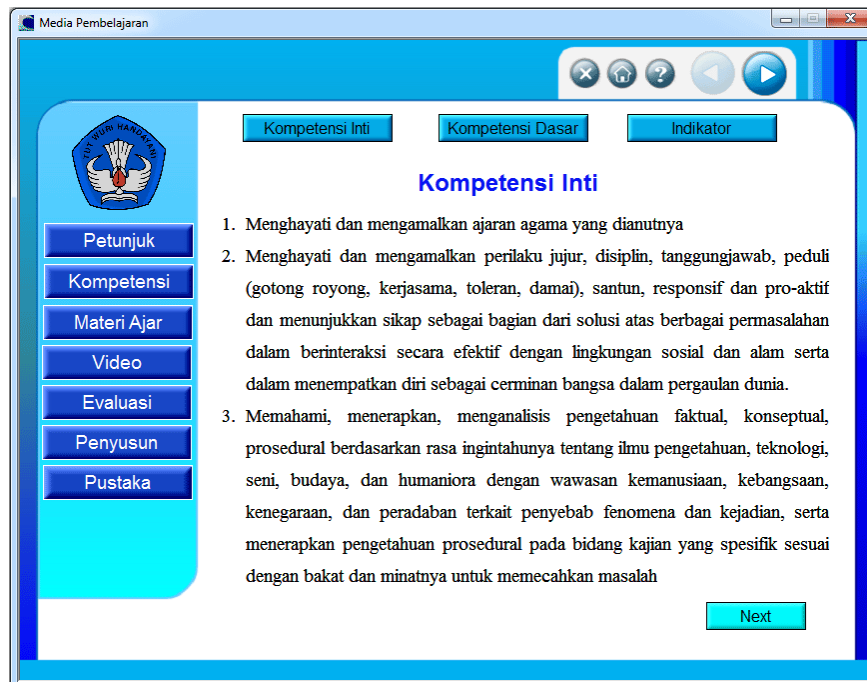 Media Pembelajaran
TUT WURI HANDAYANI
Kompetensi Inti
Kompetensi Dasar
Indikator
Petunjuk
Kompetensi
Materi Ajar
Video
Evaluasi
Penyusun
Pustaka
Kompetensi Inti
1. Menghayati dan mengamalkan ajaran agama yang dianutnya
2. Menghayati dan mengamalkan perilaku jujur, disiplin, tanggungjawab, peduli
(gotong royong, kerjasama, toleran, damai), santun, responsif dan pro-aktif
dan menunjukkan sikap sebagai bagian dari solusi atas berbagai permasalahan
dalam berinteraksi secara efektif dengan lingkungan sosial dan alam serta
dalam menempatkan diri sebagai cerminan bangsa dalam pergaulan dunia.
3. Memahami, menerapkan, menganalisis pengetahuan faktual, konseptual,
prosedural berdasarkan rasa ingintahunya tentang ilmu pengetahuan, teknologi,
seni, budaya, dan humaniora dengan wawasan kemanusiaan, kebangsaan,
kenegaraan, dan peradaban terkait penyebab fenomena dan kejadian, serta
menerapkan pengetahuan prosedural pada bidang kajian yang spesifik sesuai
dengan bakat dan minatnya untuk memecahkan masalah
Next